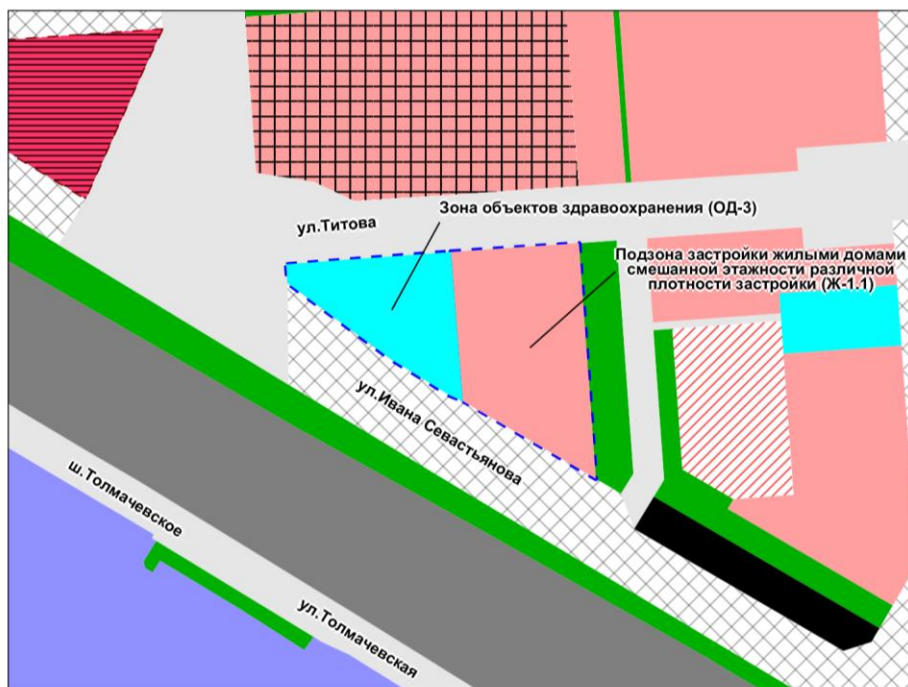 Зона объектов здравоохранения (ОД-3)
ул.Титова
Подзона застройки жилыми домами
смешанной этажности различной
плотности застройки (Ж-1.1)
ул.Ивана Севастьянова
ш.Толмачевское
ул.Толмачевская